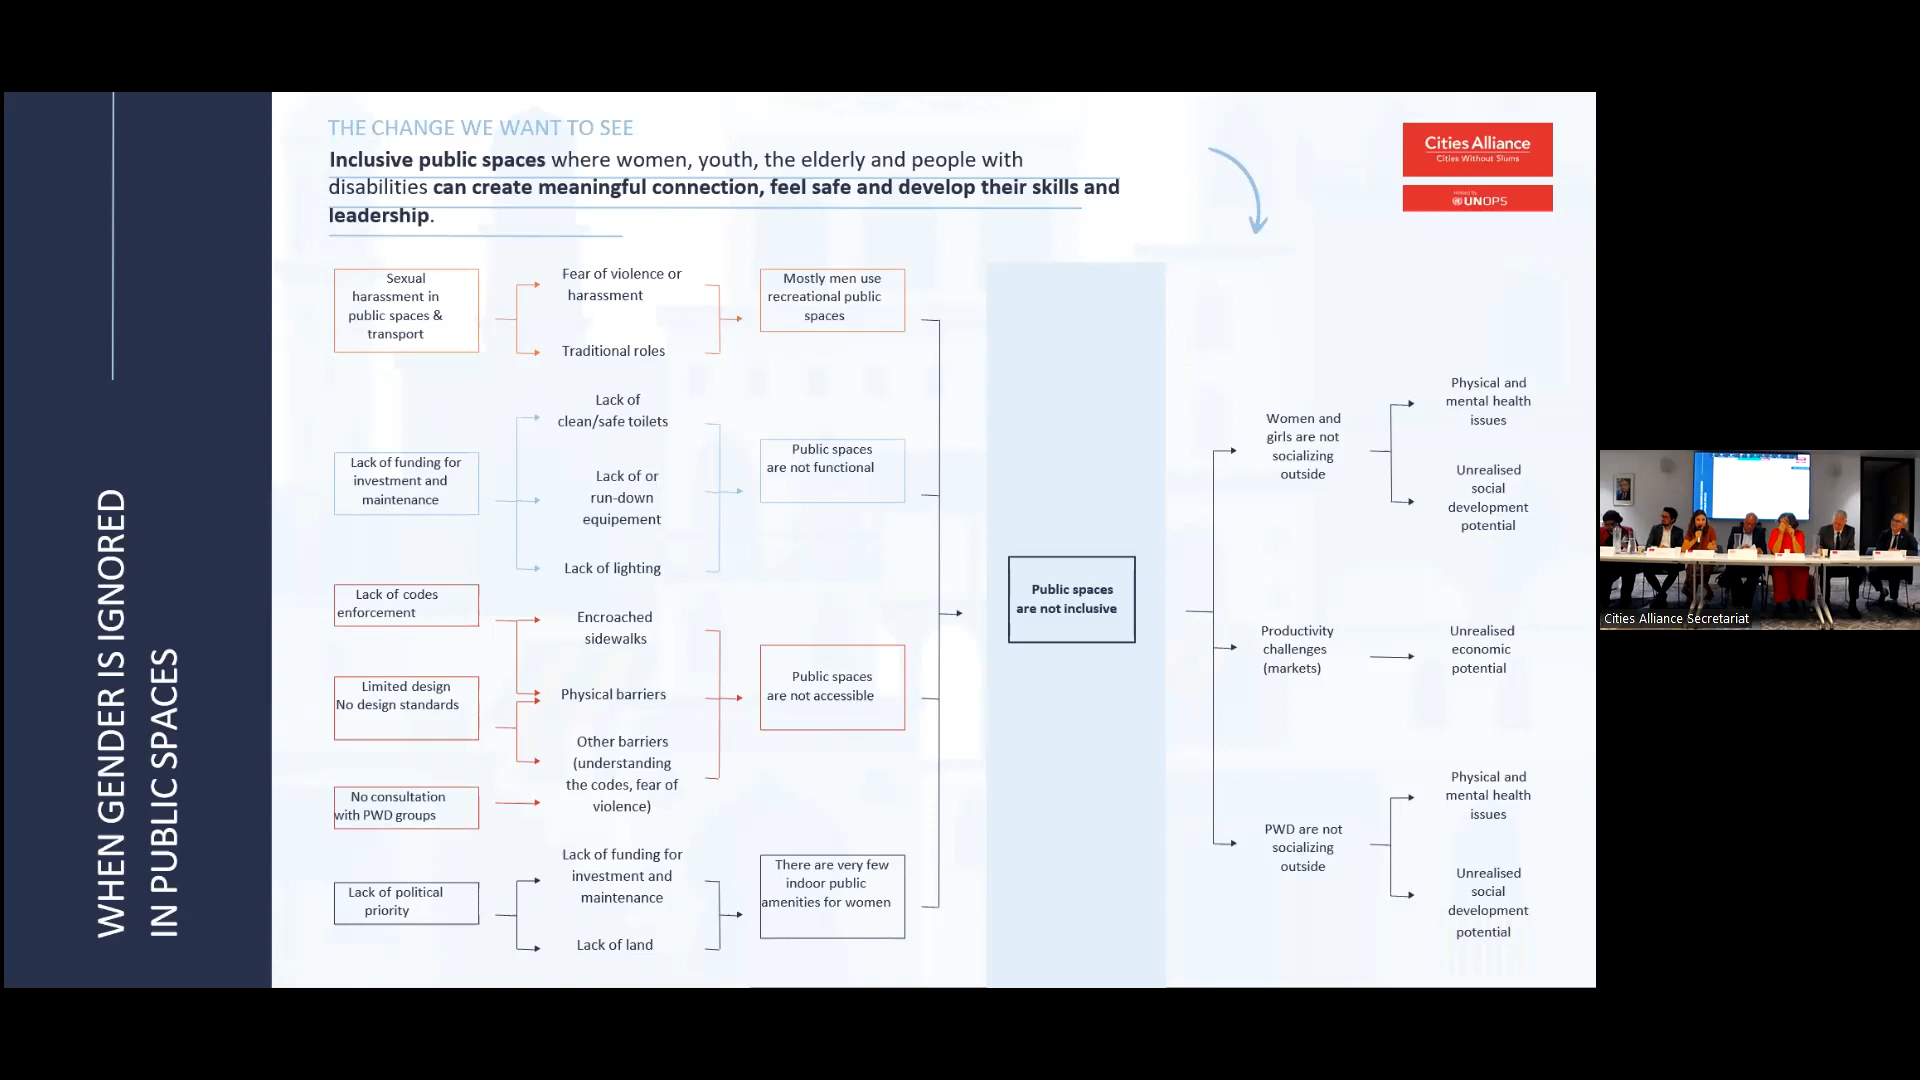 WHEN GENDER IS IGNORED
IN PUBLIC SPACES
THE CHANGE WE WANT TO SEE
Inclusive public spaces where women, youth, the elderly and people with
disabilities can create meaningful connection, feel safe and develop their skills and
leadership.
Cities Alliance
Cities Without Slums
Hosted by
UNOPS
Sexual
harassment in
public spaces &
transport
Fear of violence or
harassment
Traditional roles
Mostly men use
recreational public
spaces
Lack of funding for
investment and
maintenance
Lack of
clean/safe toilets
Lack of or
run-down
equipement
Lack of lighting
Public spaces
are not functional
Lack of codes
enforcement
Limited design
No design standards
No consultation
with PWD groups
Encroached
sidewalks
Physical barriers
Other barriers
(understanding
the codes, fear of
violence)
Public spaces
are not accessible
Lack of political
priority
Lack of funding for
investment and
maintenance
Lack of land
There are very few
indoor public
amenities for women
Public spaces
are not inclusive
Women and
girls are not
socializing
outside
Physical and
mental health
issues
Unrealised
social
development
potential
Productivity
challenges
(markets)
Unrealised
economic
potential
PWD are not
socializing
outside
Physical and
mental health
issues
Unrealised
social
development
potential
Cities Alliance Secretariat